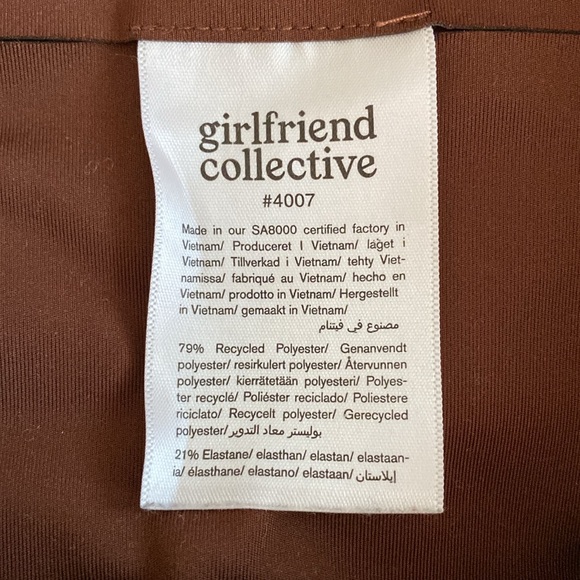 girlfriend
collective
#4007
Made in our SA8000 certified factory in
Vietnam/ Produceret I Vietnam/ laget i
Vietnam/ Tillverkad i Vietnam/ tehty Viet-
namissa/ fabriqué au Vietnam/ hecho en
Vietnam/ prodotto in Vietnam/ Hergestellt
in Vietnam/ gemaakt in Vietnam/
مصنوع في فيتنام
79% Recycled Polyester/ Genanvendt
polyester/ resirkulert polyester/ Återvunnen
polyester/ kierrätetään polyesteri/ Polyes-
ter recyclé/ Poliéster reciclado/ Poliestere
riciclato/ Recycelt polyester/ Gerecycled
polyester/ بوليستر معاد التدوير
21% Elastane/ elasthan/ elastan/ elastaan-
ia/ élasthane/ elastano/ elastaan/ إيلاستان